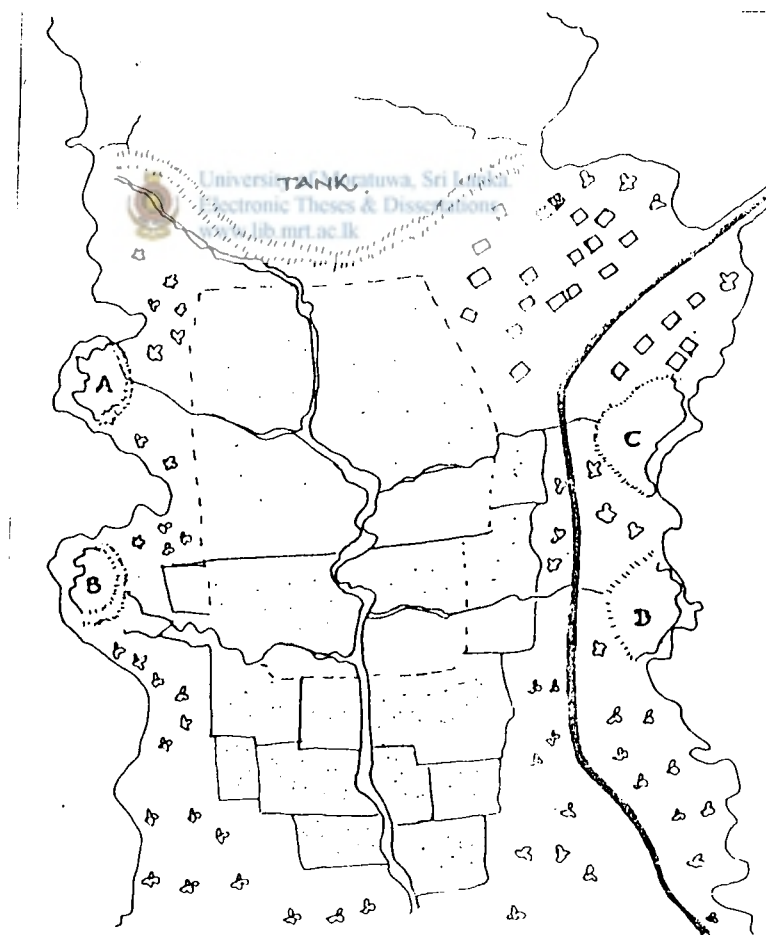 University of Moratuwa, Sri Lanka.
Electronic Theses & Dissertations
www.lib.mrt.ac.lk
TANK.
A
B
C
D